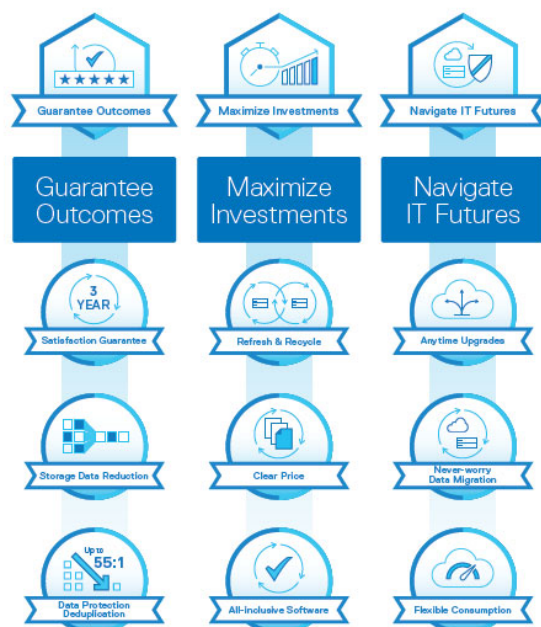 Guarantee Outcomes
Maximize Investments
Navigate IT Futures
Guarantee
Outcomes
Maximize
Investments
Navigate
IT Futures
3
YEAR
Satisfaction Guarantee
Refresh & Recycle
Anytime Upgrades
Storage Data Reduction
Clear Price
Never-worry
Data Migration
Up to
55:1
Data Protection
Deduplication
All-inclusive Software
Flexible Consumption